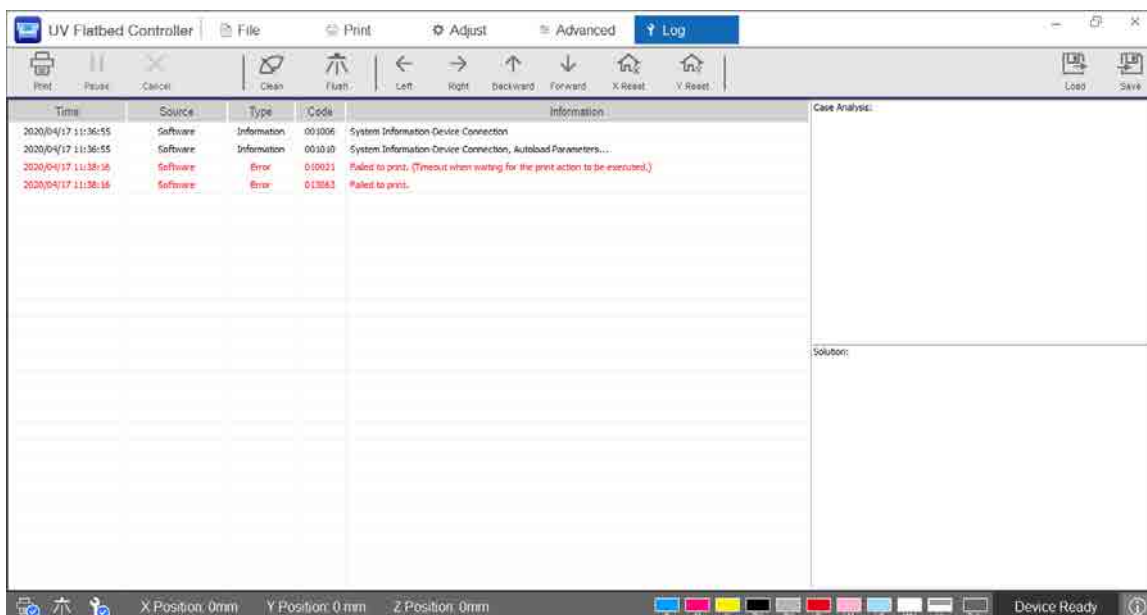 UV Flatbed Controller File Print Adjust Advanced Log
Print Pause Cancel Clean Flush Left Right Backward Forward X Reset Y Reset Load Save
Time Source Type Code Information
Case Analysis:
2020/04/17 11:36:55 Software Information 001006 System Information-Device Connection
2020/04/17 11:36:55 Software Information 001010 System Information-Device Connection, Autoload Parameters...
2020/04/17 11:38:16 Software Error 010021 Failed to print. (Timeout when waiting for the print action to be executed.)
2020/04/17 11:38:16 Software Error Failed to print.
Solution:
X Position: 0mm Y Position: 0 mm Z Position: 0mm Device Ready